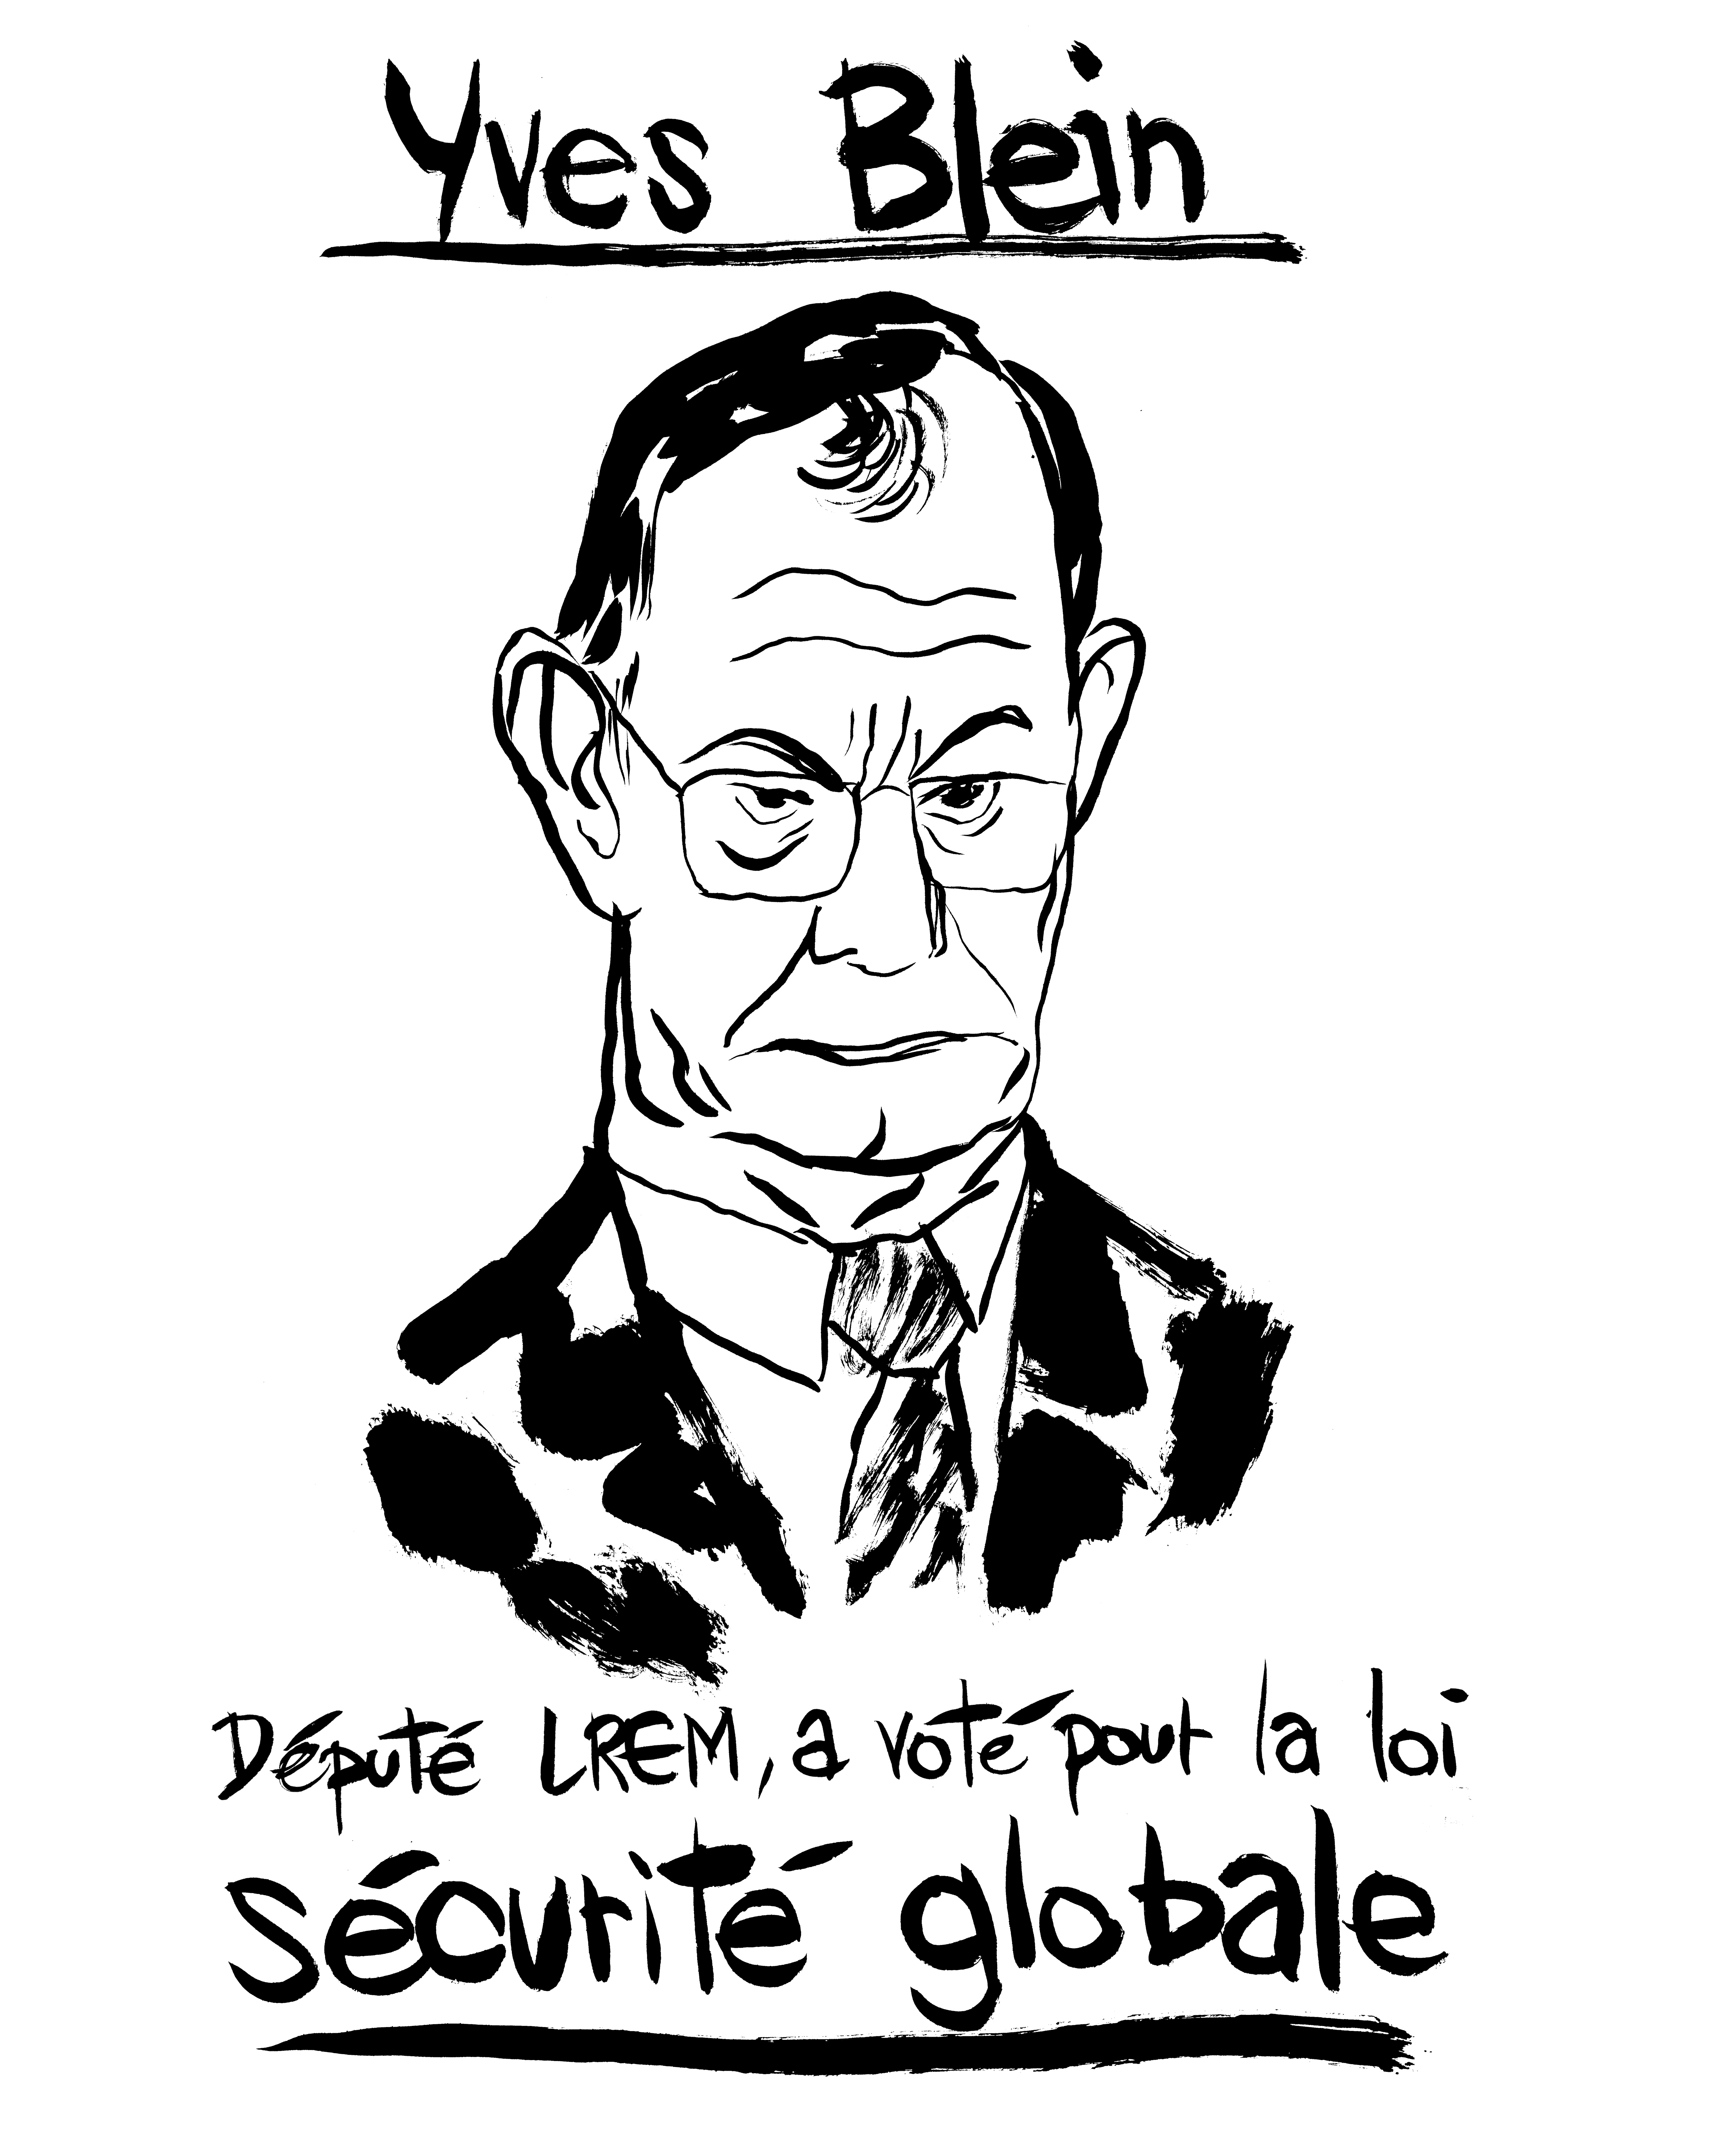 Yves Blein
Député LREM, a voté pour la loi
sécurité globale